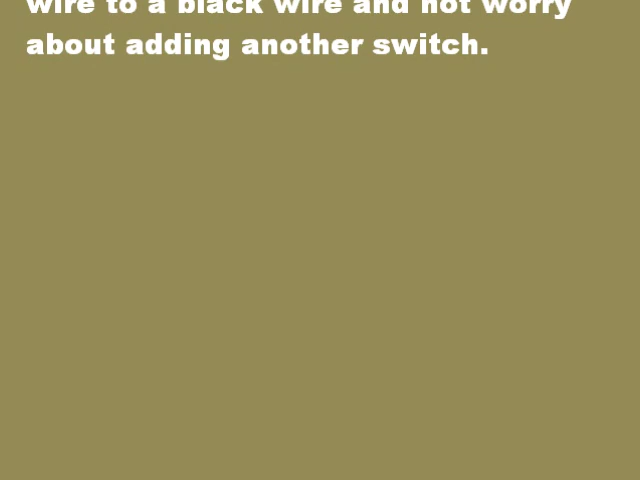 wire to a black wire and not worry
about adding another switch.